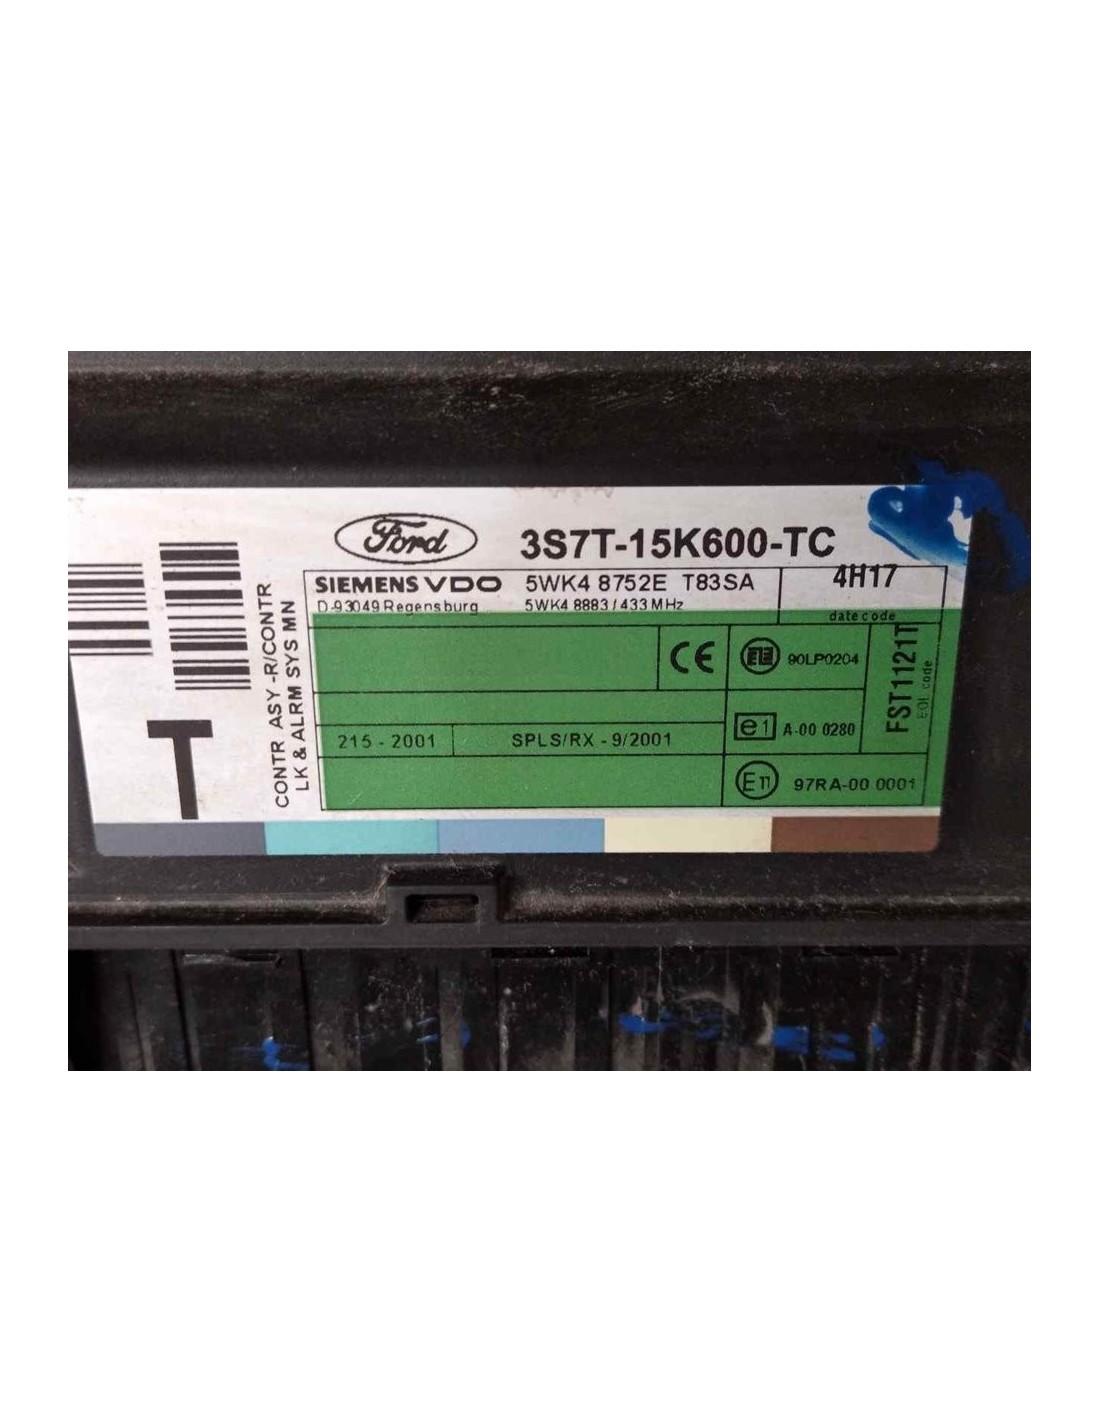 Ford
3S7T-15K600-TC
SIEMENS VDO
5WK4 8752E T83SA
4H17
D-93049 Regensburg
5WK4 8883 / 433 MHz
date code
CE
90LP0204
FST1121T
EOL code
e1
A-00 0280
215 - 2001
SPLS/RX - 9/2001
E11
97RA-00 0001
CONTR ASY -R/CONTR
LK & ALRM SYS MN
T